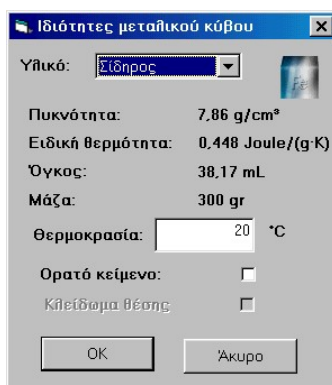 Ιδιότητες μεταλικού κύβου
Υλικό: Σίδηρος
Fe
Πυκνότητα: 7,86 g/cm³
Ειδική θερμότητα: 0,448 Joule/(g·K)
Όγκος: 38,17 mL
Μάζα: 300 gr
Θερμοκρασία: 20 °C
Ορατό κείμενο:
Κλείδωμα θέσης
OK Άκυρο